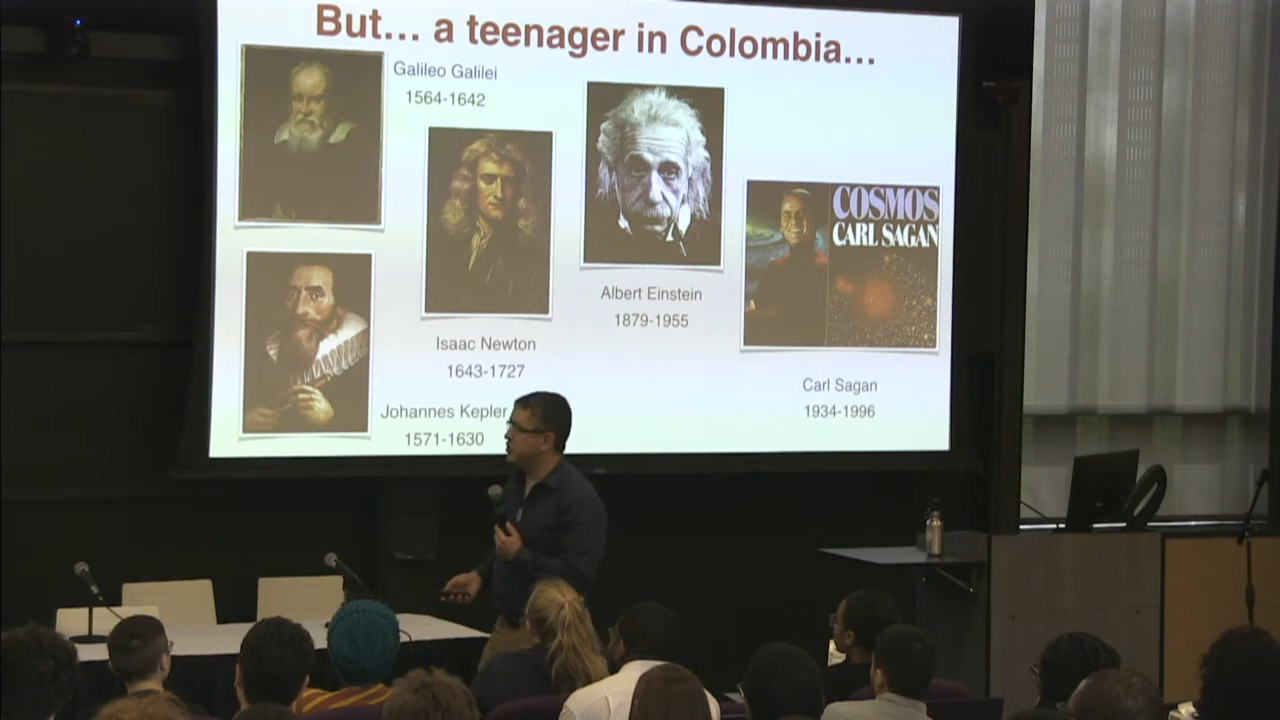 But... a teenager in Colombia...
Galileo Galilei
1564-1642
Isaac Newton
1643-1727
Johannes Kepler
1571-1630
Albert Einstein
1879-1955
COSMOS
CARL SAGAN
Carl Sagan
1934-1996